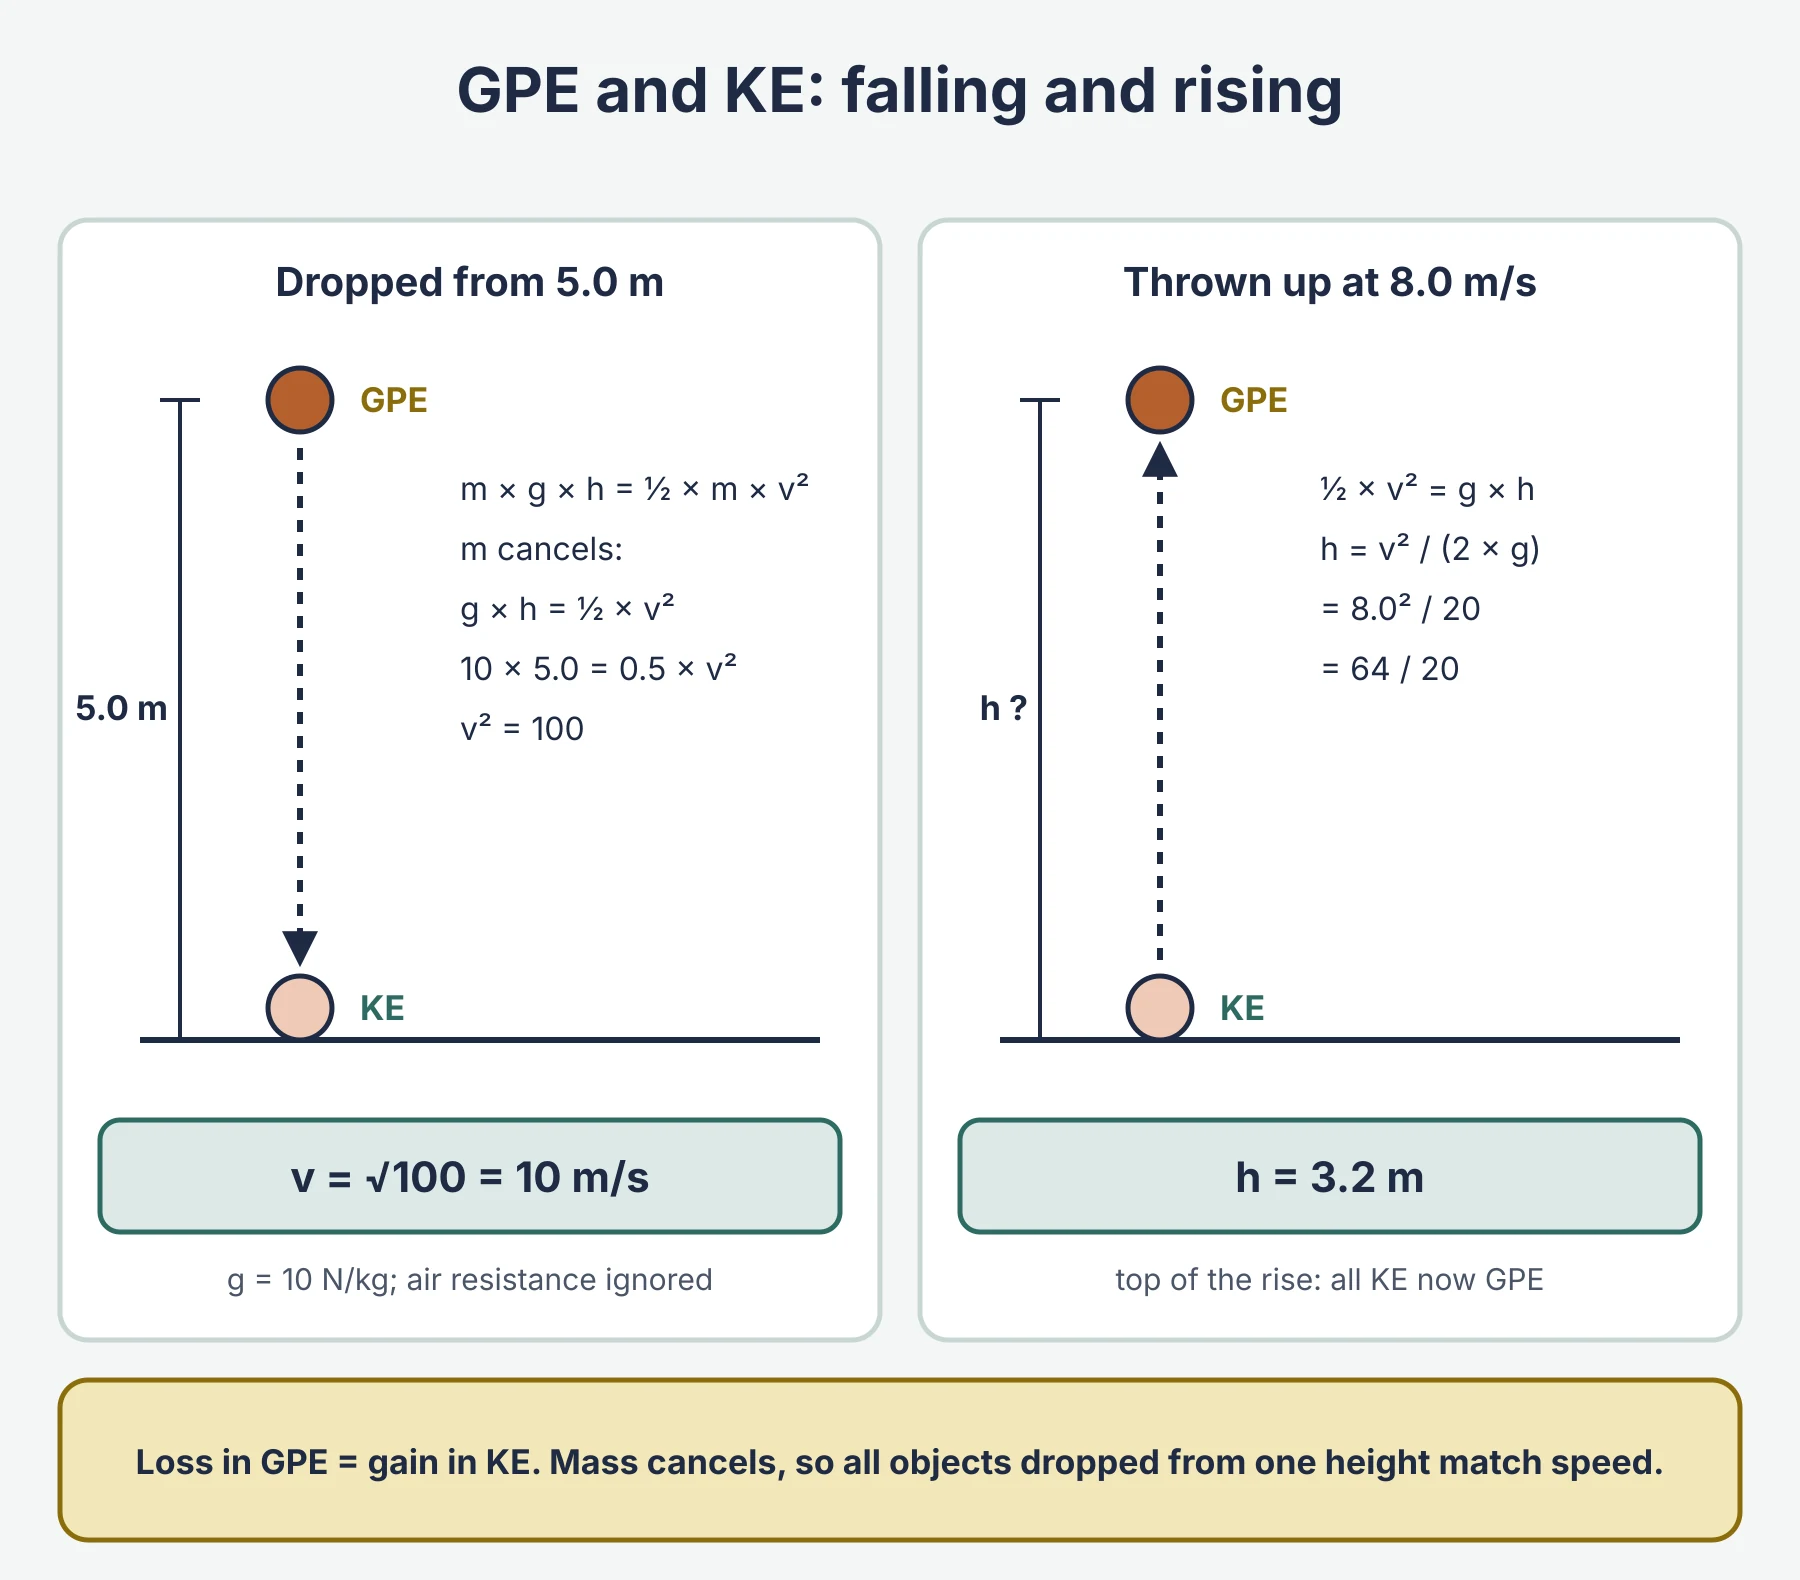 GPE and KE: falling and rising
Dropped from 5.0 m
GPE
m × g × h = ½ × m × v²
m cancels:
g × h = ½ × v²
10 × 5.0 = 0.5 × v²
5.0 m
v² = 100
KE
v = √100 = 10 m/s
g = 10 N/kg; air resistance ignored
Thrown up at 8.0 m/s
GPE
½ × v² = g × h
h = v² / (2 × g)
= 8.0² / 20
= 64 / 20
h ?
KE
h = 3.2 m
top of the rise: all KE now GPE
Loss in GPE = gain in KE. Mass cancels, so all objects dropped from one height match speed.